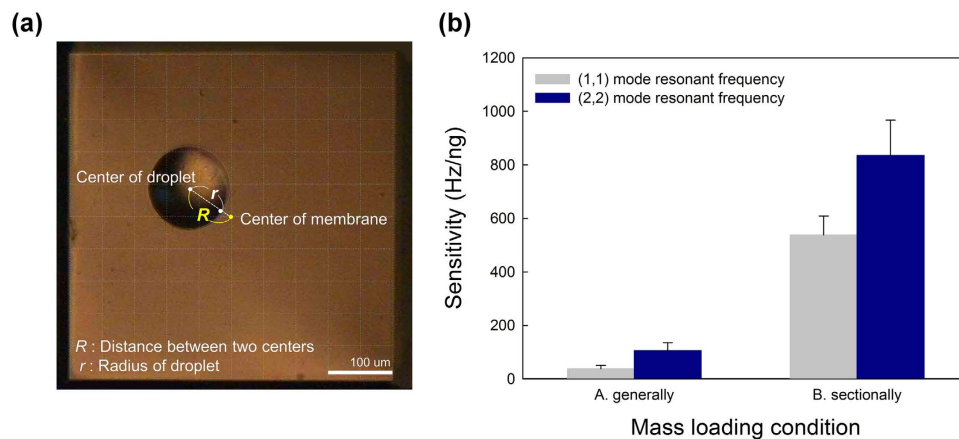 (a)
Center of droplet
r
R
Center of membrane
R : Distance between two centers
r : Radius of droplet
100 um
(b)
Sensitivity (Hz/ng)
1200
1000
800
600
400
200
0
(1,1) mode resonant frequency
(2,2) mode resonant frequency
A. generally
B. sectionally
Mass loading condition